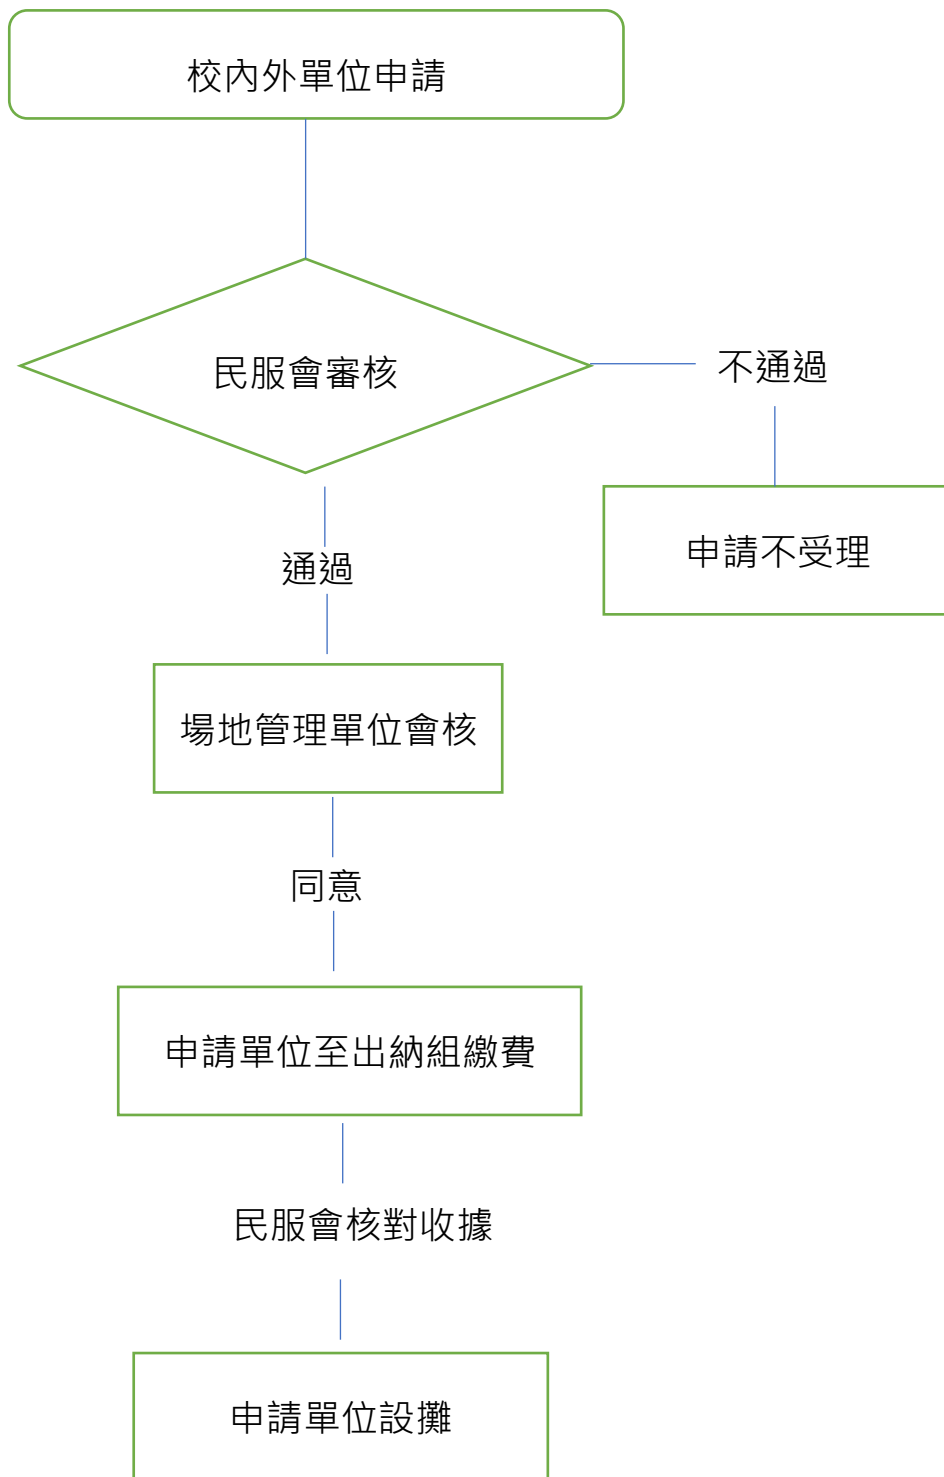 校內外單位申請
民服會審核
不通過
申請不受理
通過
場地管理單位會核
同意
申請單位至出納組繳費
民服會核對收據
申請單位設攤